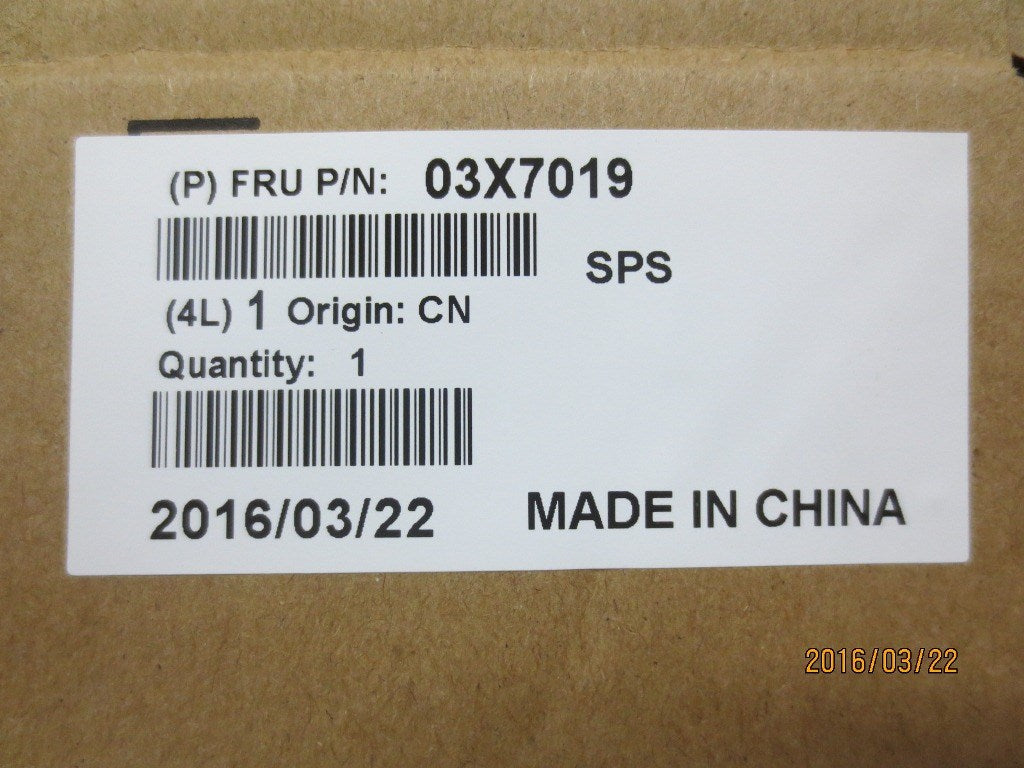 (P) FRU P/N: 03X7019
SPS
(4L) 1 Origin: CN
Quantity: 1
2016/03/22 MADE IN CHINA
2016/03/22